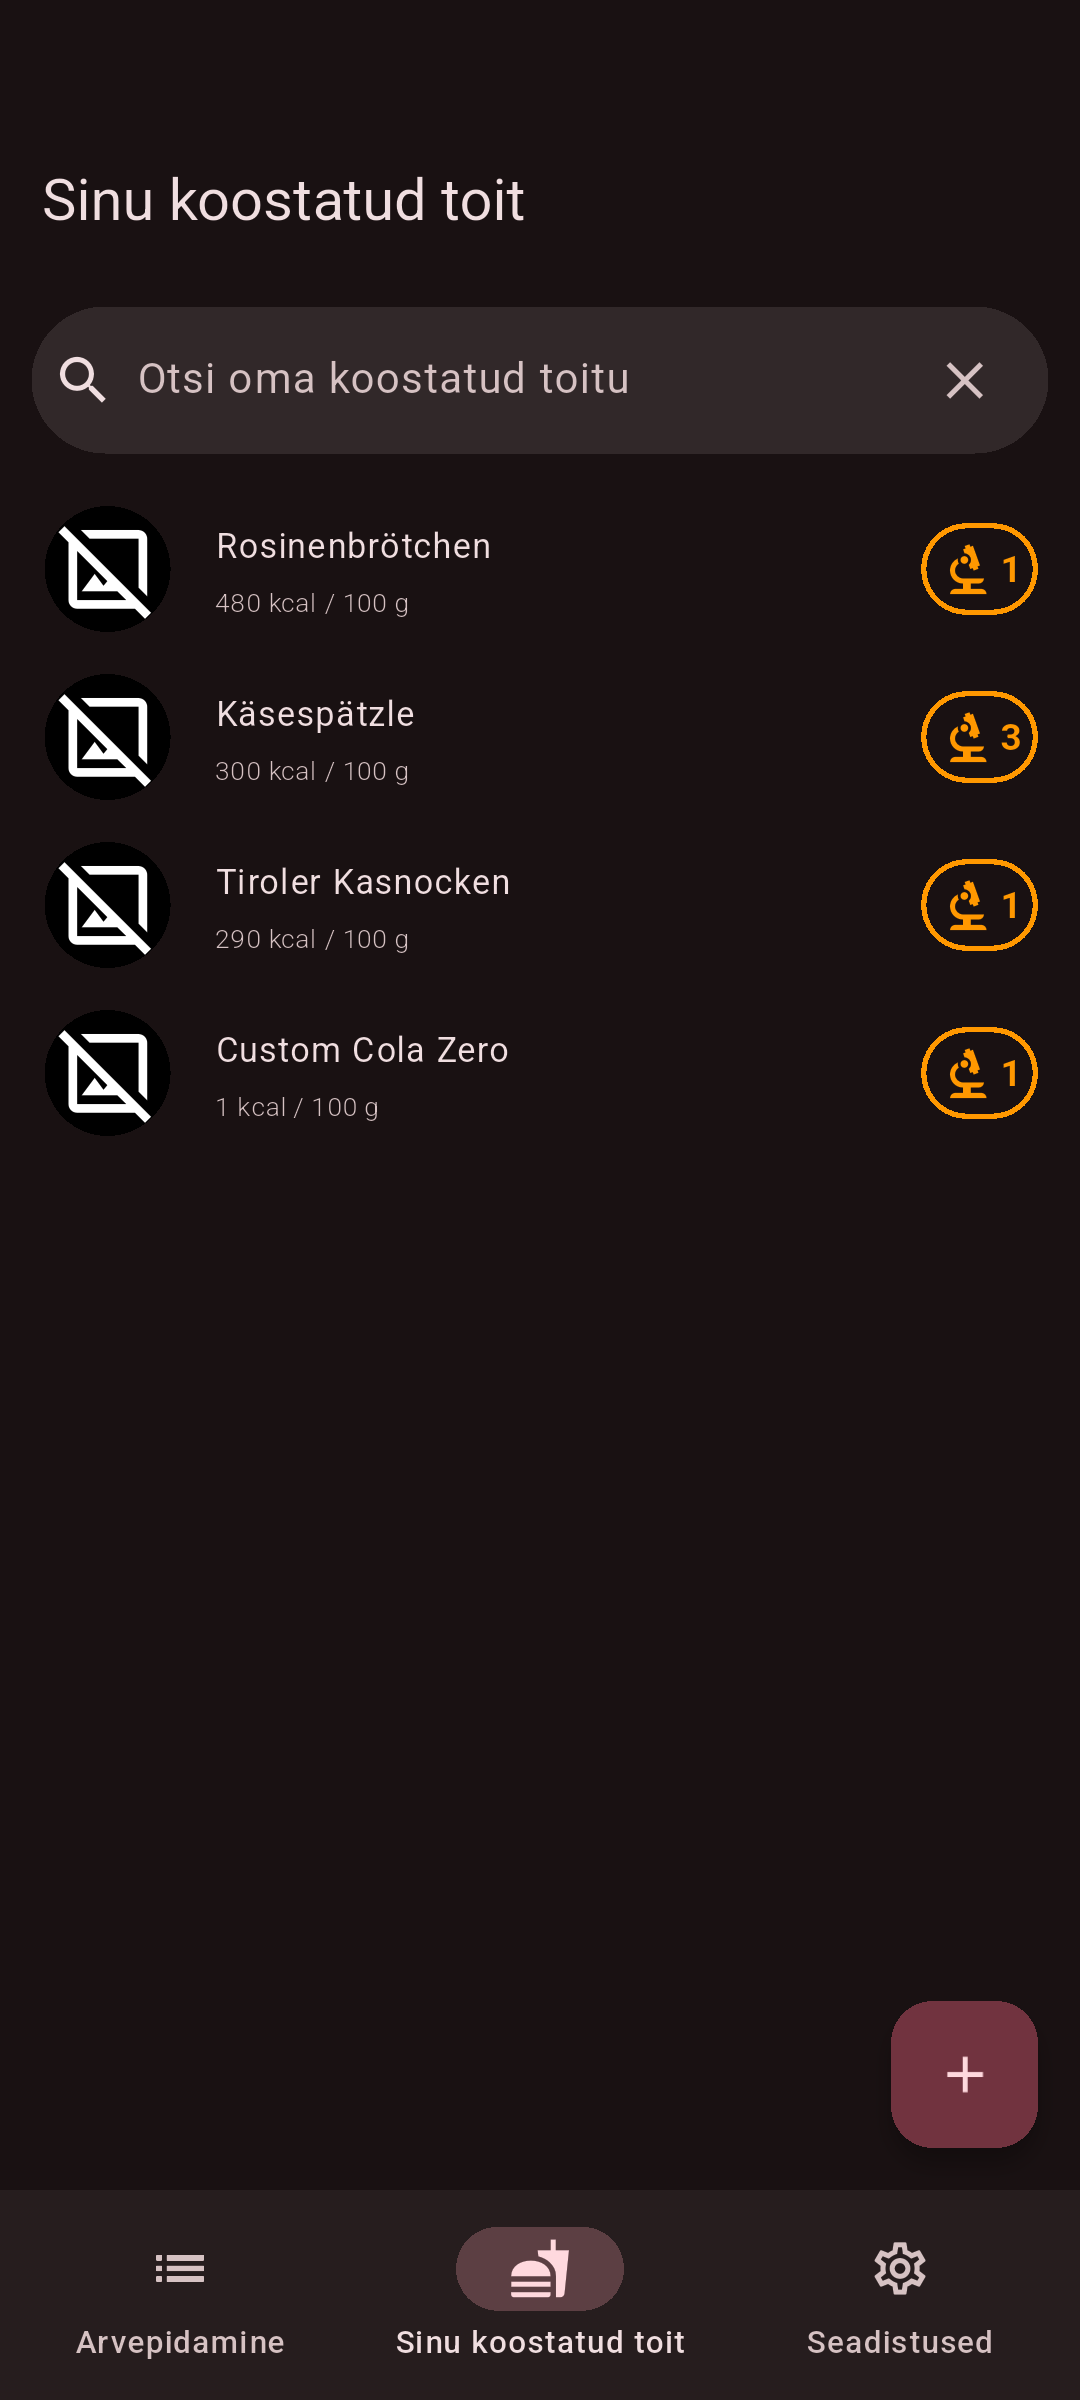 Sinu koostatud toit
Otsi oma koostatud toitu
Rosinenbrötchen
480 kcal / 100 g
1
Käsespätzle
300 kcal / 100 g
3
Tiroler Kasnocken
290 kcal / 100 g
1
Custom Cola Zero
1 kcal / 100 g
1
Arvepidamine
Sinu koostatud toit
Seadistused